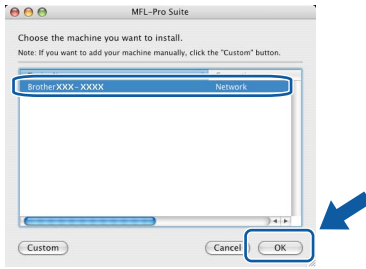 MFL-Pro Suite
Choose the machine you want to install.
Note: If you want to add your machine manually, click the "Custom" button.
BrotherXXX-XXXX Network
Custom Cancel OK